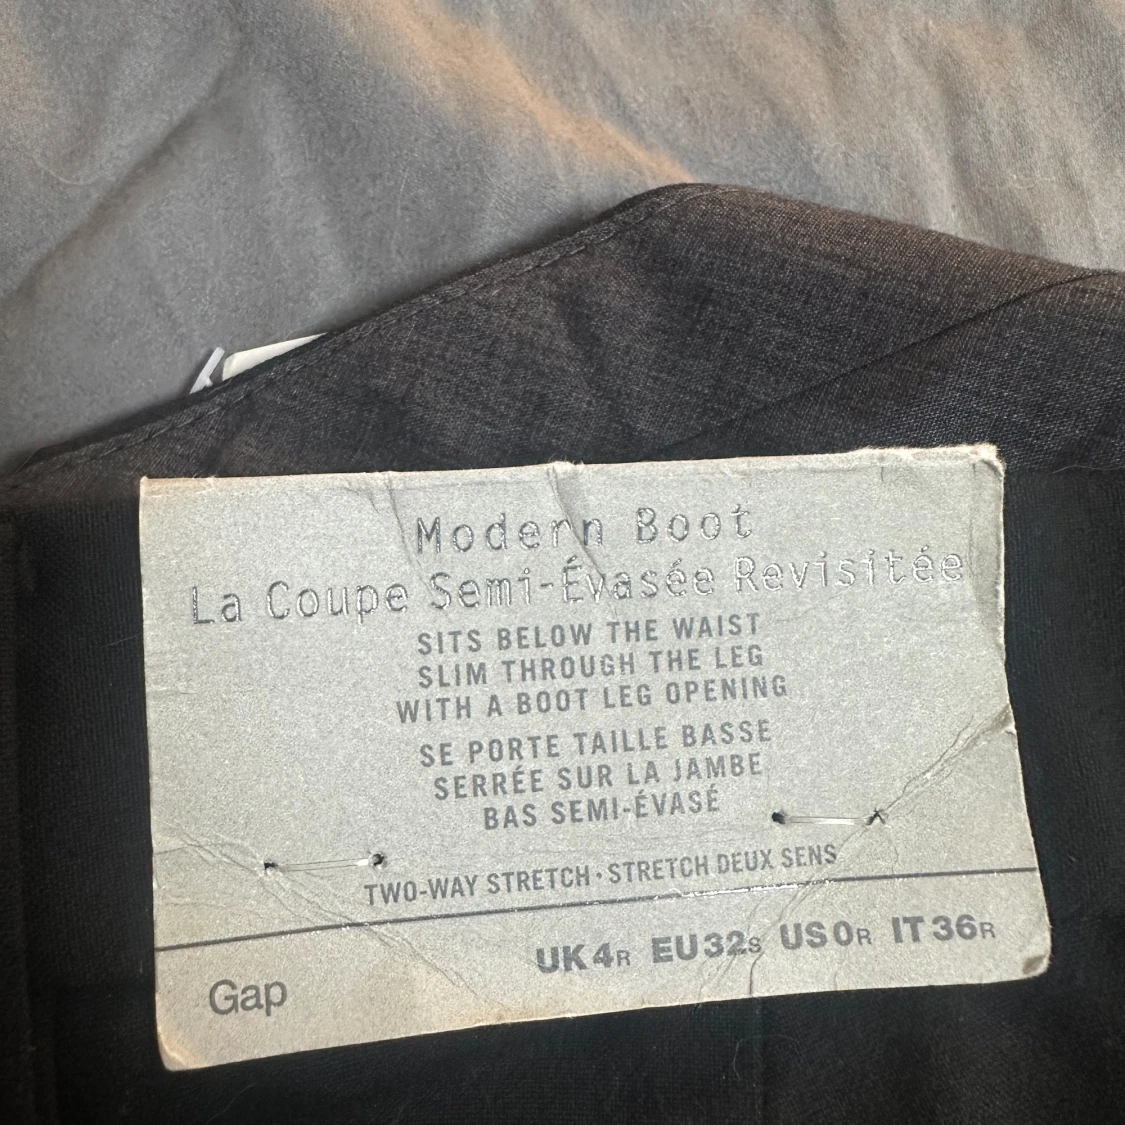 Modern Boot
La Coupe Semi-Évasée Revisitée
SITS BELOW THE WAIST
SLIM THROUGH THE LEG
WITH A BOOT LEG OPENING
SE PORTE TAILLE BASSE
SERRÉE SUR LA JAMBE
BAS SEMI-ÉVASÉ
TWO-WAY STRETCH • STRETCH DEUX SENS
UK4R EU32S US0R IT36R
Gap